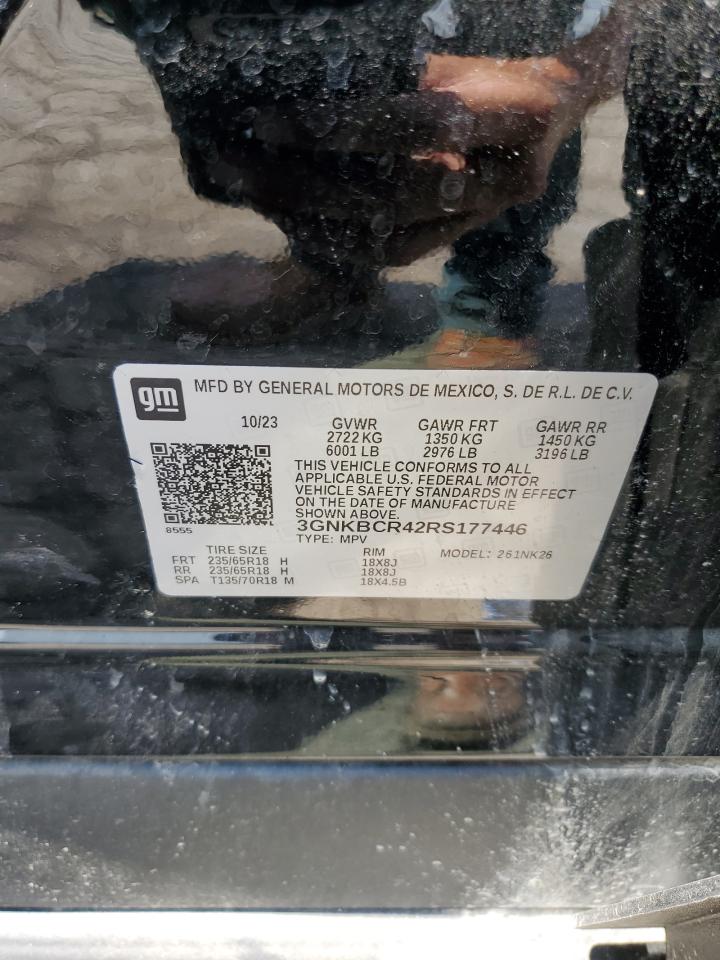 gm MFD BY GENERAL MOTORS DE MEXICO, S. DE R.L. DE C.V.
10/23 GVWR GAWR FRT GAWR RR
2722 KG 1350 KG 1450 KG
6001 LB 2976 LB 3196 LB
THIS VEHICLE CONFORMS TO ALL
APPLICABLE U.S. FEDERAL MOTOR
VEHICLE SAFETY STANDARDS IN EFFECT
ON THE DATE OF MANUFACTURE
SHOWN ABOVE.
8555 3GNKBCR42RS177446
TYPE: MPV MODEL: 261NK26
TIRE SIZE RIM
FRT 235/65R18 H 18X8J
RR 235/65R18 H 18X8J
SPA T135/70R18 M 18X4.5B